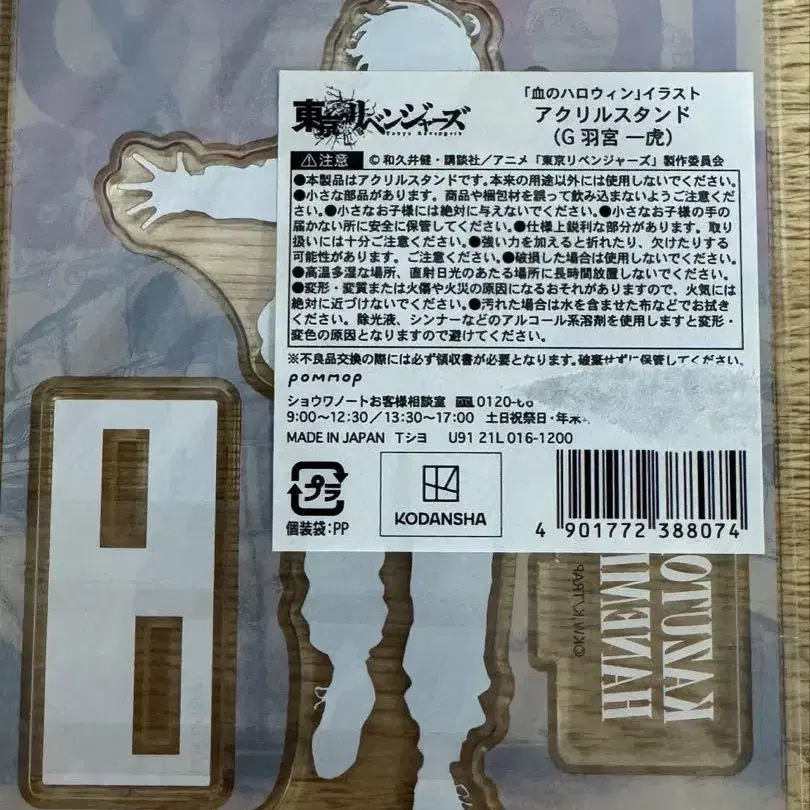 東京リベンジャーズ
Tokyo Revengers
「血のハロウィン」イラスト
アクリルスタンド
（G 羽宮 一虎）
⚠注意 © 和久井健・講談社／アニメ「東京リベンジャーズ」製作委員会
●本製品はアクリルスタンドです。本来の用途以外には使用しないでください。
●小さな部品があります。商品や梱包材を誤って飲み込まないようご注意くだ
さい。●小さなお子様には絶対に与えないでください。●小さなお子様の手の
届かない所に安全に保管してください。●仕様上鋭利な部分があります。取り
扱いには十分ご注意ください。●強い力を加えると折れたり、欠けたりする
可能性があります。ご注意ください。●破損した場合は使用しないでください。
●高温多湿な場所、直射日光のあたる場所に長時間放置しないでください。
●変形・変質または火傷や火災の原因になるおそれがありますので、火気には
絶対に近づけないでください。●汚れた場合は水を含ませた布などでお拭き
ください。除光液、シンナーなどのアルコール系溶剤を使用しますと変形・
変色の原因となりますので避けてください。
※不良品交換の際には必ず領収書が必要となります。破棄せずに保管してください。
pommop
ショウワノートお客様相談室 0120-
9:00〜12:30／13:30〜17:00 土日祝祭日・年末
MADE IN JAPAN Tシヨ U91 21L 016-1200
プラ
個装袋:PP
KODANSHA
4 901772 388074
KAZUTORA
HANEMIYA